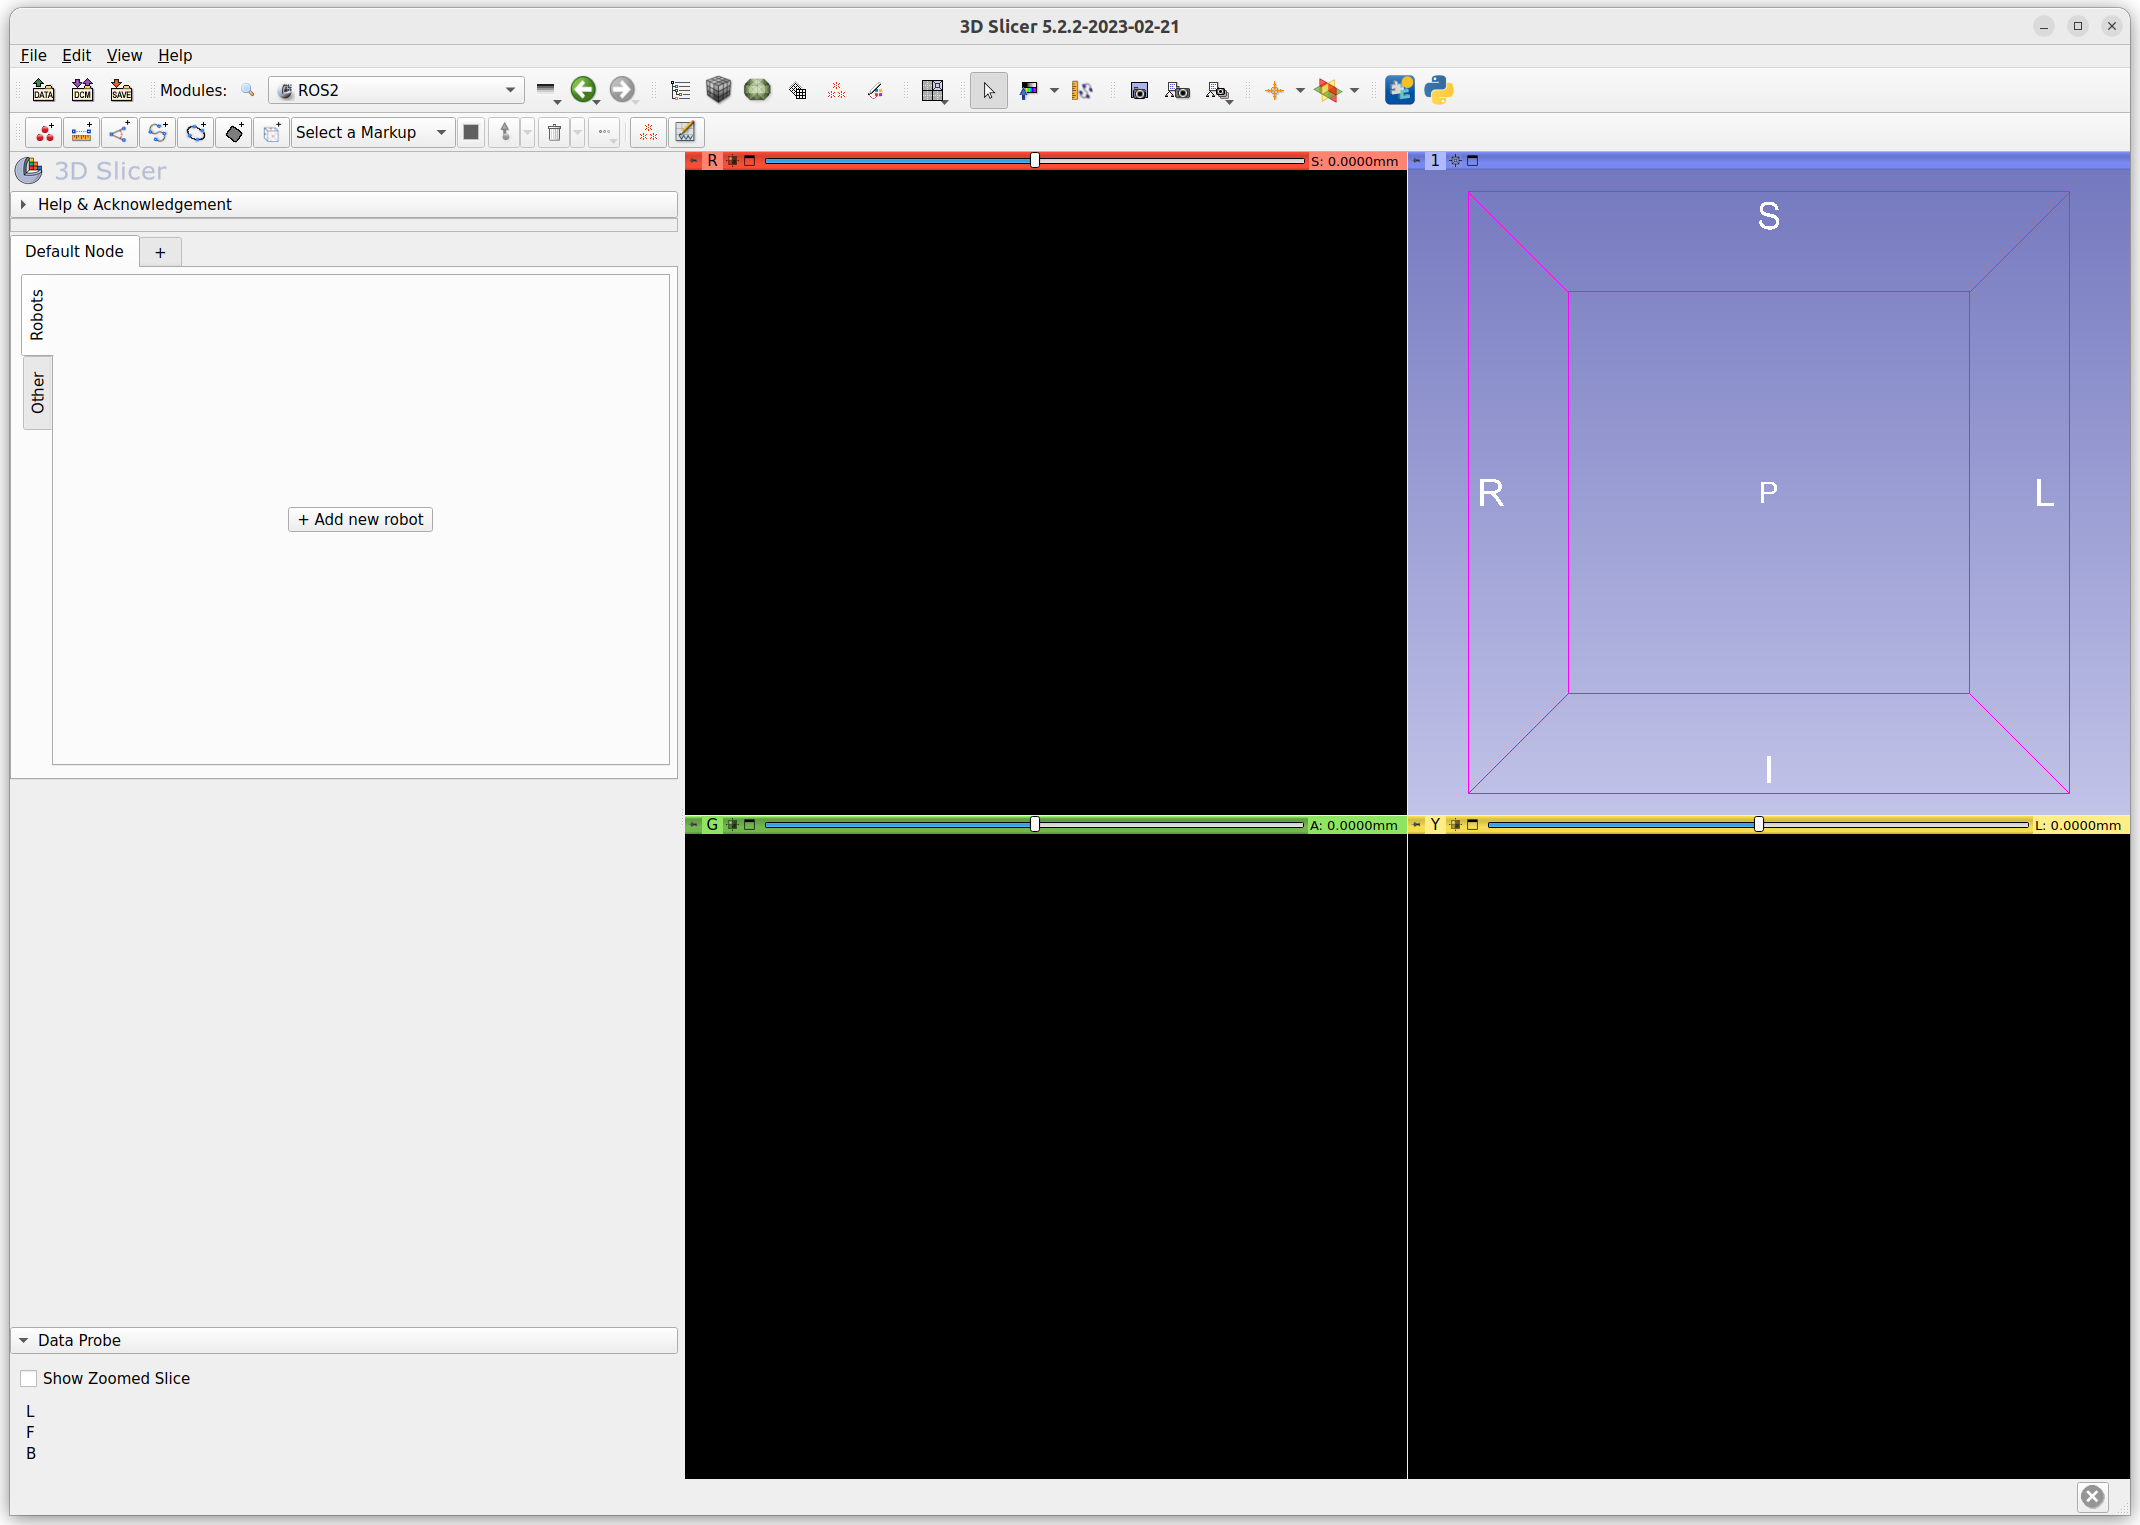 3D Slicer 5.2.2-2023-02-21
File Edit View Help
DATA DCM SAVE Modules: ROS2
Select a Markup
3D Slicer
Help & Acknowledgement
Default Node +
Robots
Other
+ Add new robot
R S: 0.0000mm
1
S
R P L
I
G A: 0.0000mm
Y L: 0.0000mm
Data Probe
Show Zoomed Slice
L
F
B